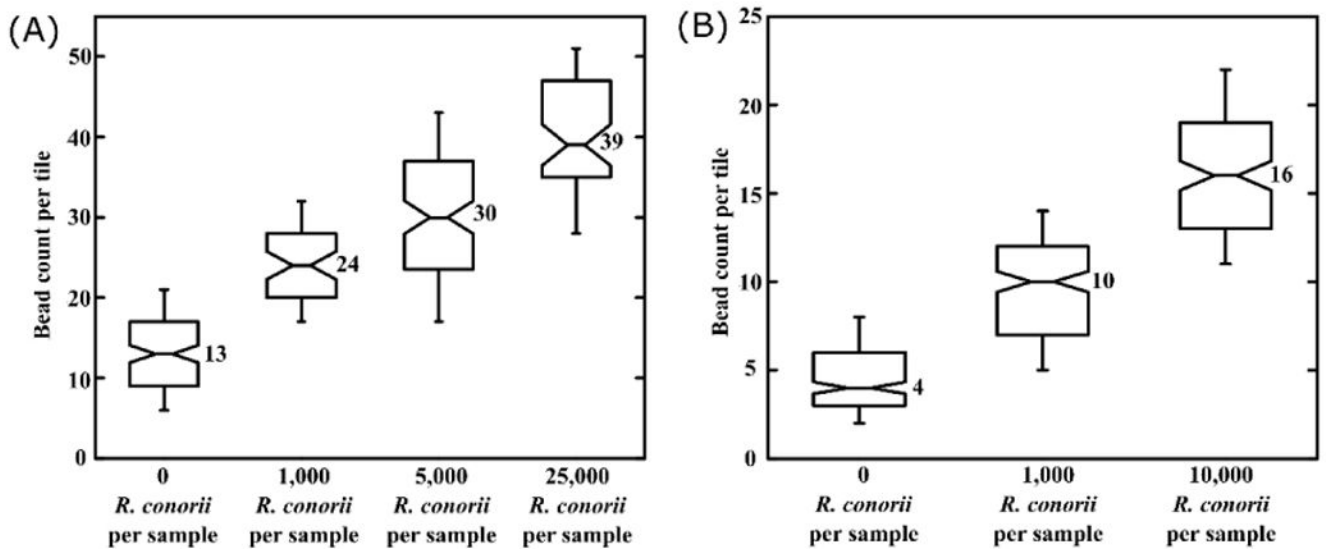 (A)
Bead count per tile
50
40
30
20
10
0
13
24
30
39
0 1,000 5,000 25,000
R. conorii R. conorii R. conorii R. conorii
per sample per sample per sample per sample
(B)
Bead count per tile
25
20
15
10
5
0
4
10
16
0 1,000 10,000
R. conorii R. conorii R. conorii
per sample per sample per sample